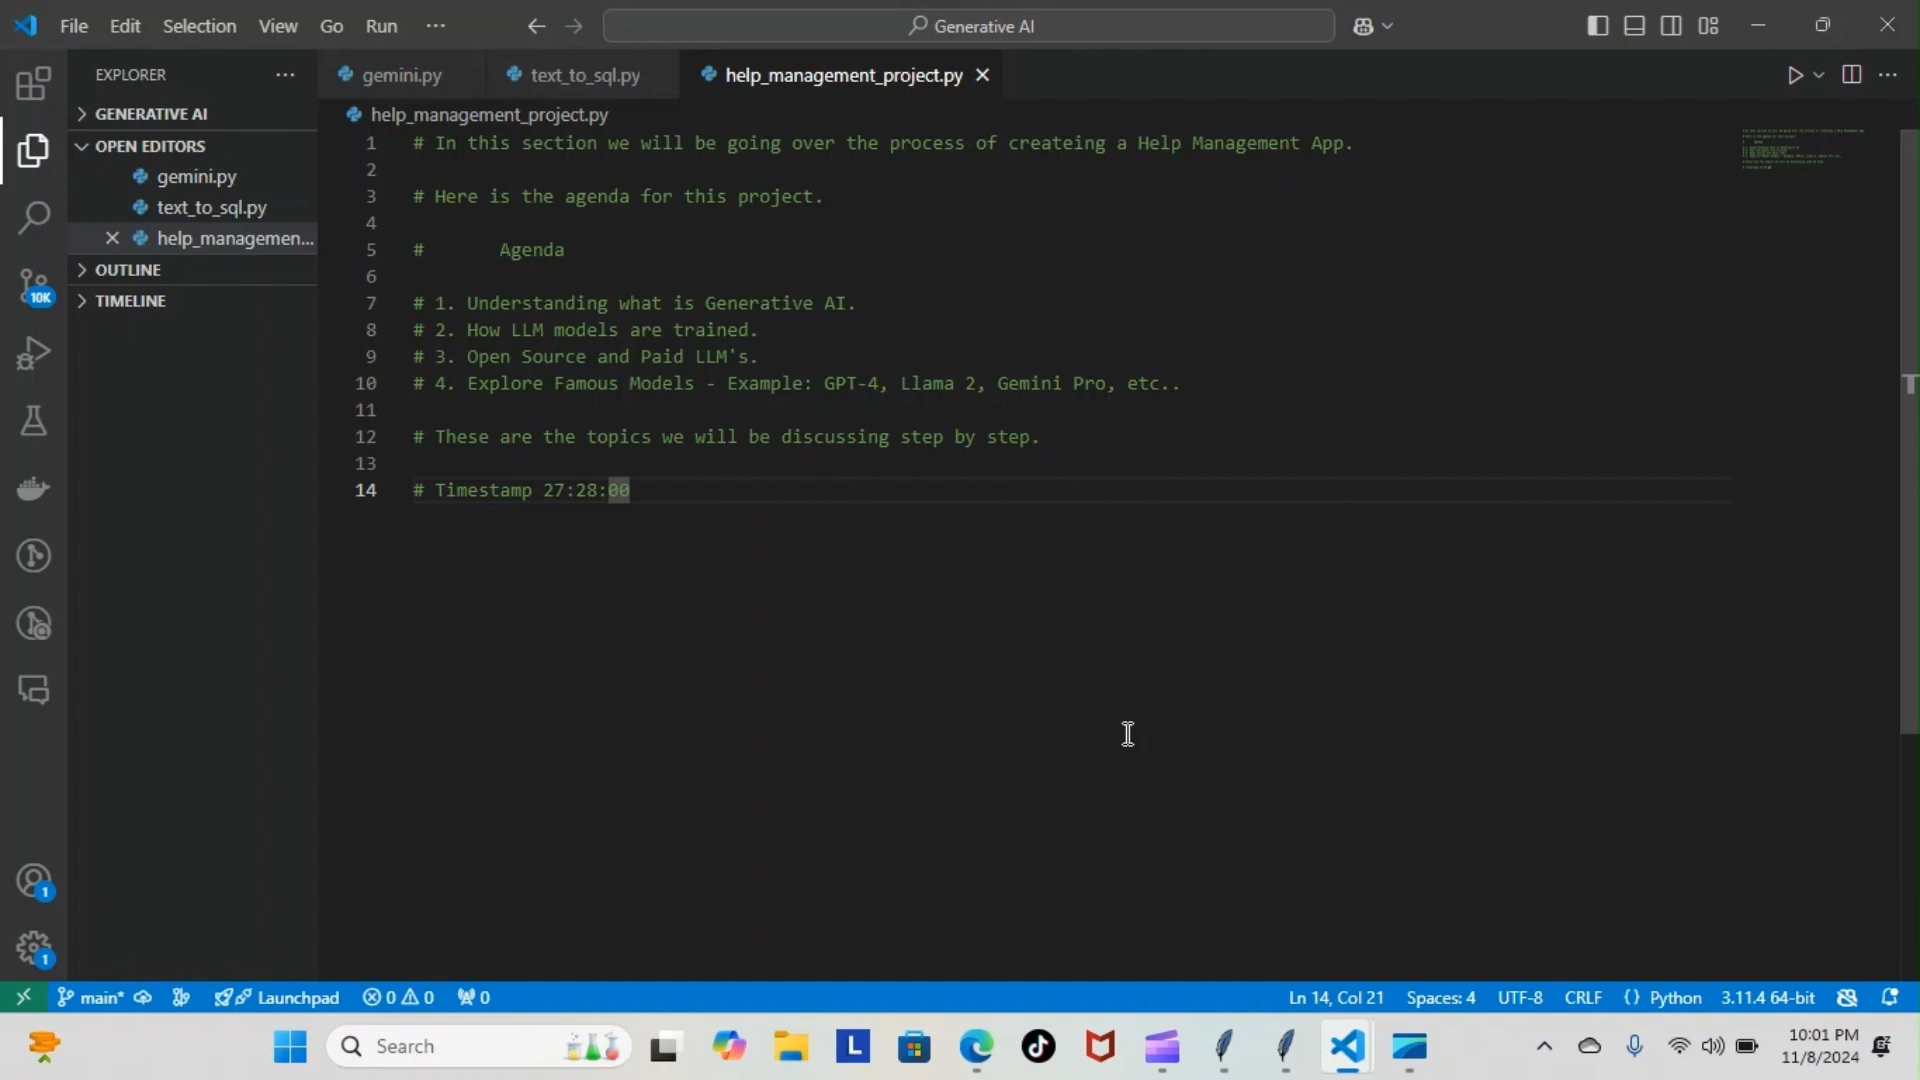 File Edit Selection View Go Run ···
Generative AI
EXPLORER
GENERATIVE AI
OPEN EDITORS
gemini.py
text_to_sql.py
help_managemen...
OUTLINE
TIMELINE
10K
1
1
gemini.py text_to_sql.py help_management_project.py
help_management_project.py
1 # In this section we will be going over the process of createing a Help Management App.
2
3 # Here is the agenda for this project.
4
5 # Agenda
6
7 # 1. Understanding what is Generative AI.
8 # 2. How LLM models are trained.
9 # 3. Open Source and Paid LLM's.
10 # 4. Explore Famous Models - Example: GPT-4, Llama 2, Gemini Pro, etc..
11
12 # These are the topics we will be discussing step by step.
13
14 # Timestamp 27:28:00
main* Launchpad 0 0 0 Ln 14, Col 21 Spaces: 4 UTF-8 CRLF {} Python 3.11.4 64-bit
Search
L
10:01 PM
11/8/2024